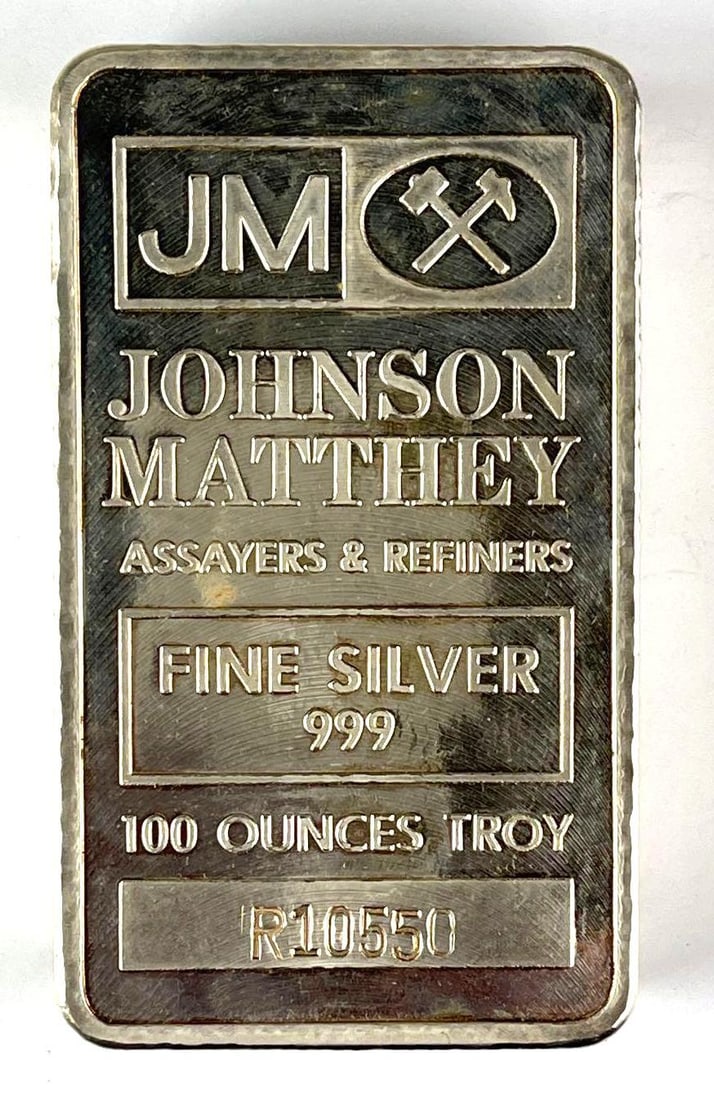 JM
JOHNSON
MATTHEY
ASSAYERS & REFINERS
FINE SILVER
999
100 OUNCES TROY
R10550